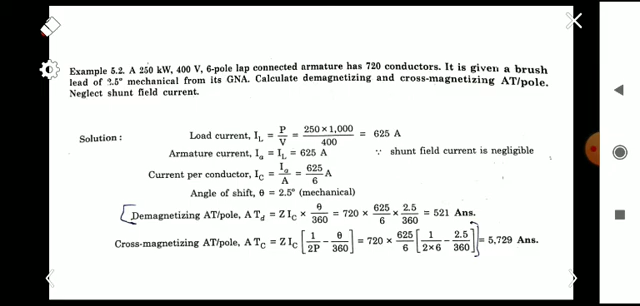 Example 5.2. A 250 kW, 400 V, 6-pole lap connected armature has 720 conductors. It is given a brush
lead of 2.5° mechanical from its GNA. Calculate demagnetizing and cross-magnetizing AT/pole.
Neglect shunt field current.
Solution : Load current, I_L = P/V = 250 × 1,000/400 = 625 A
Armature current, I_a = I_L = 625 A ∵ shunt field current is negligible
Current per conductor, I_C = I_a/A = 625/6 A
Angle of shift, θ = 2.5° (mechanical)
Demagnetizing AT/pole, A T_d = Z I_C × θ/360 = 720 × 625/6 × 2.5/360 = 521 Ans.
Cross-magnetizing AT/pole, A T_C = Z I_C [1/2P − θ/360] = 720 × 625/6 [1/2×6 − 2.5/360] = 5,729 Ans.